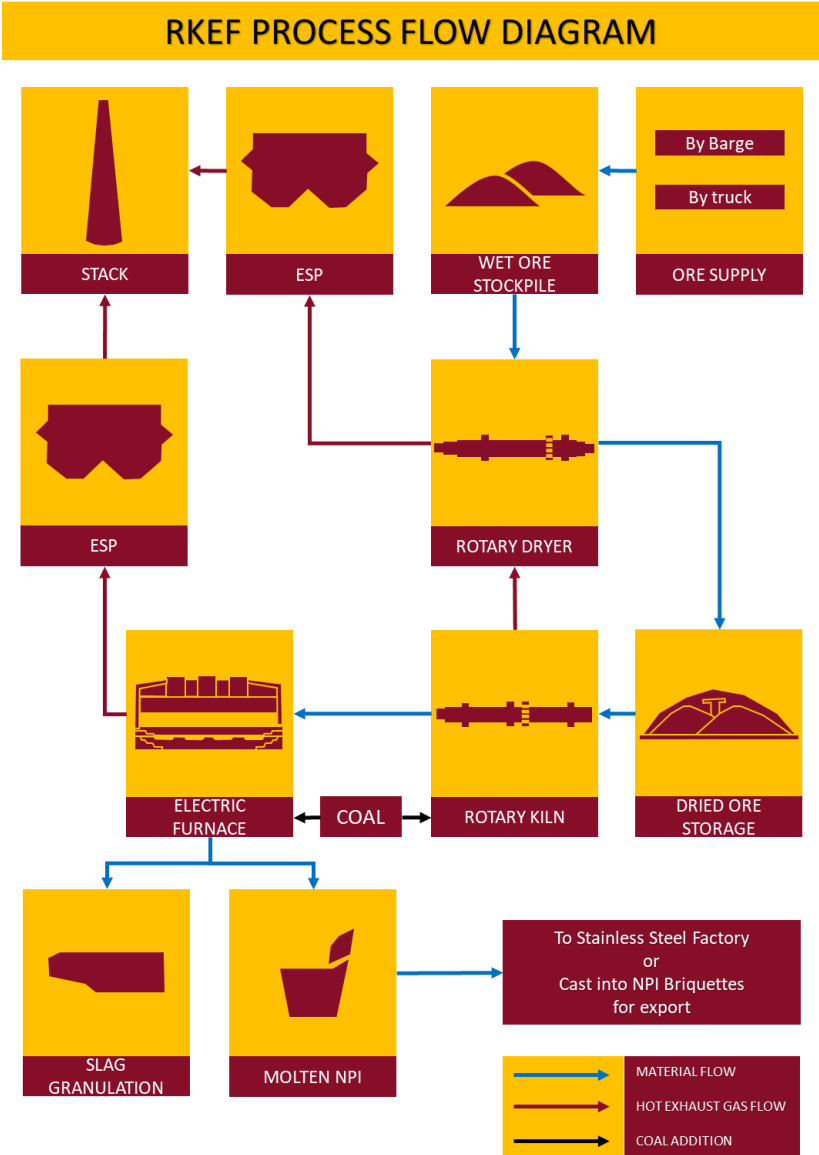 RKEF PROCESS FLOW DIAGRAM
STACK
ESP
WET ORE
STOCKPILE
By Barge
By truck
ORE SUPPLY
ESP
ROTARY DRYER
ELECTRIC
FURNACE
COAL
ROTARY KILN
DRIED ORE
STORAGE
SLAG
GRANULATION
MOLTEN NPI
To Stainless Steel Factory
or
Cast into NPI Briquettes
for export
MATERIAL FLOW
HOT EXHAUST GAS FLOW
COAL ADDITION